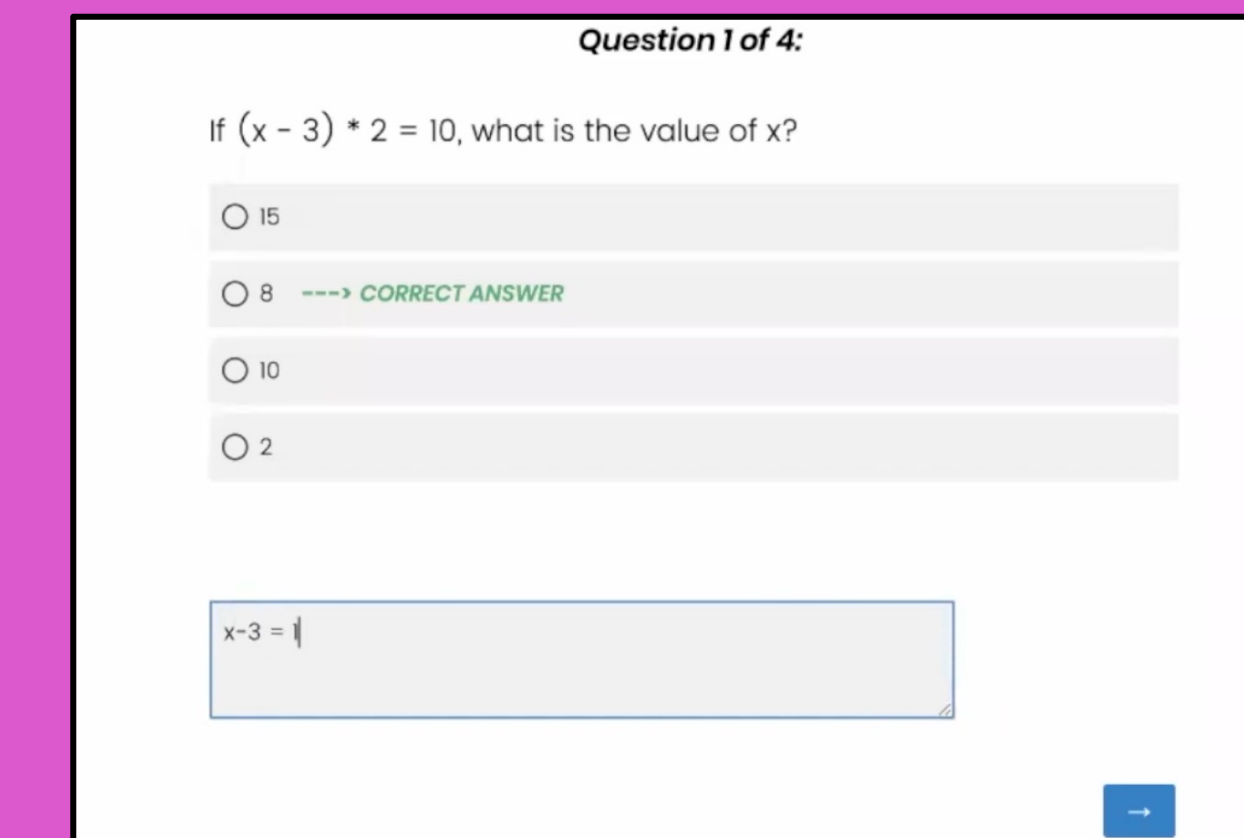 Question 1 of 4:
If (x - 3) * 2 = 10, what is the value of x?
15
8 ---> CORRECT ANSWER
10
2
x-3 = 1
→